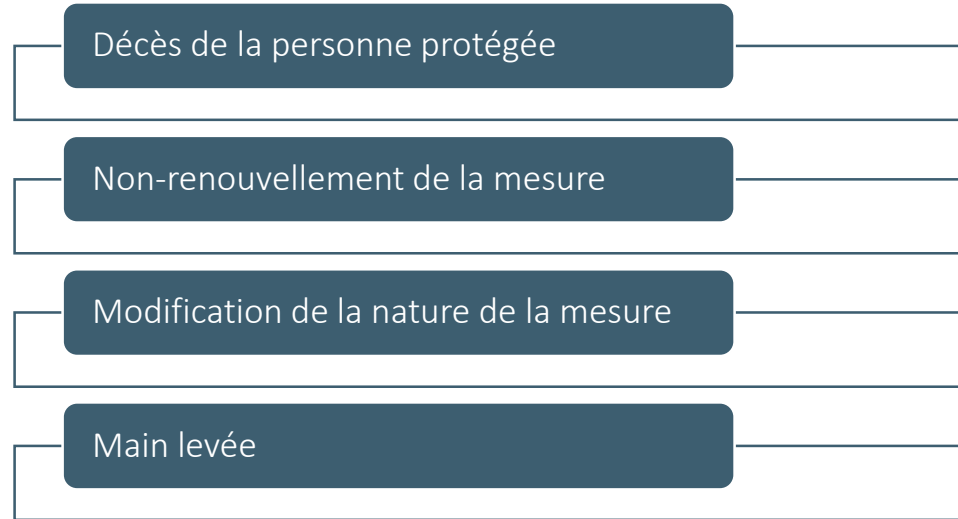 Décès de la personne protégée
Non-renouvellement de la mesure
Modification de la nature de la mesure
Main levée